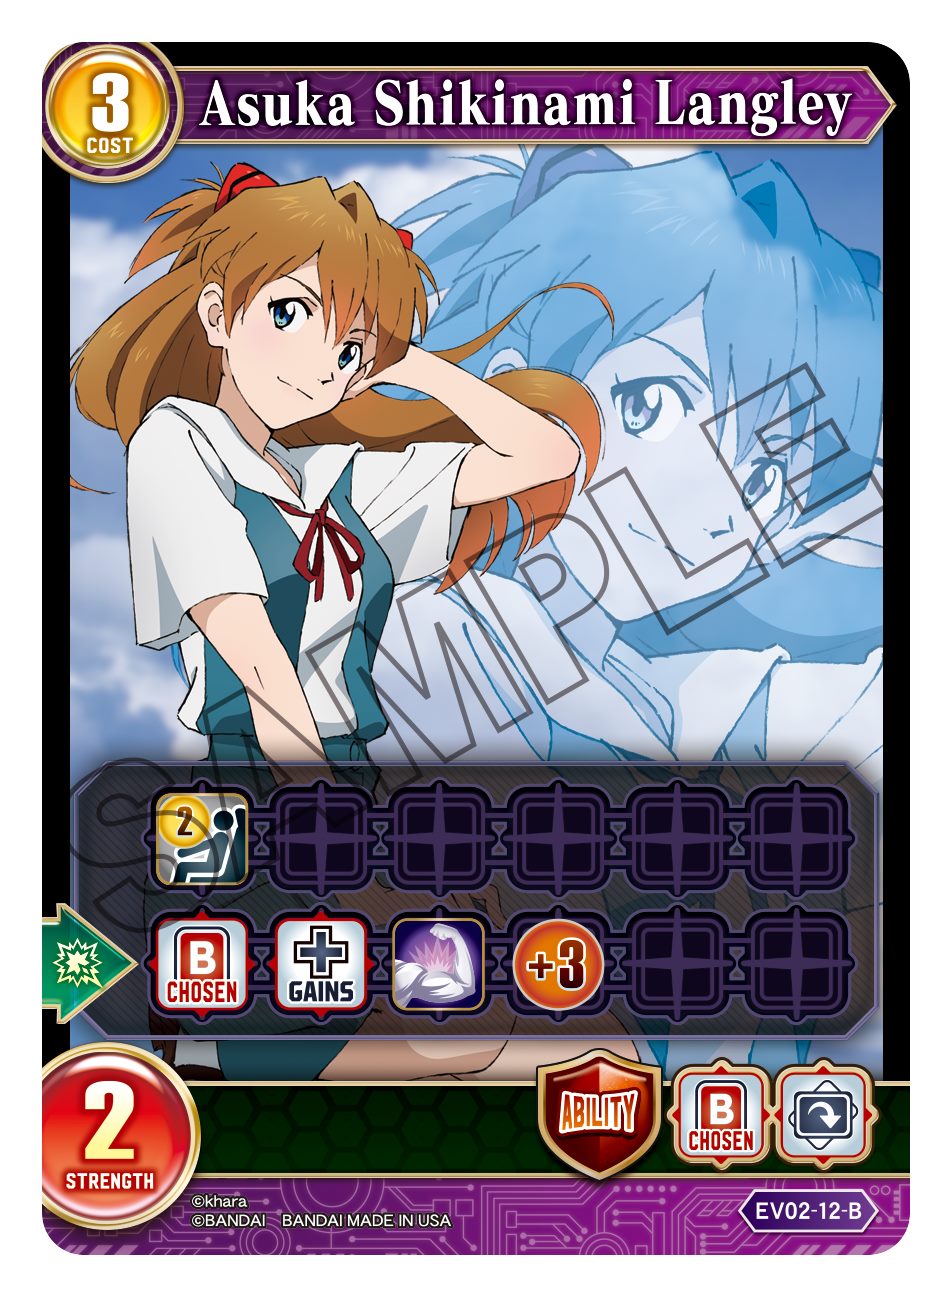 3
COST
Asuka Shikinami Langley
SAMPLE
2
B
CHOSEN
GAINS
+3
2
STRENGTH
ABILITY
B
CHOSEN
©khara
©BANDAI BANDAI MADE IN USA
EV02-12-B